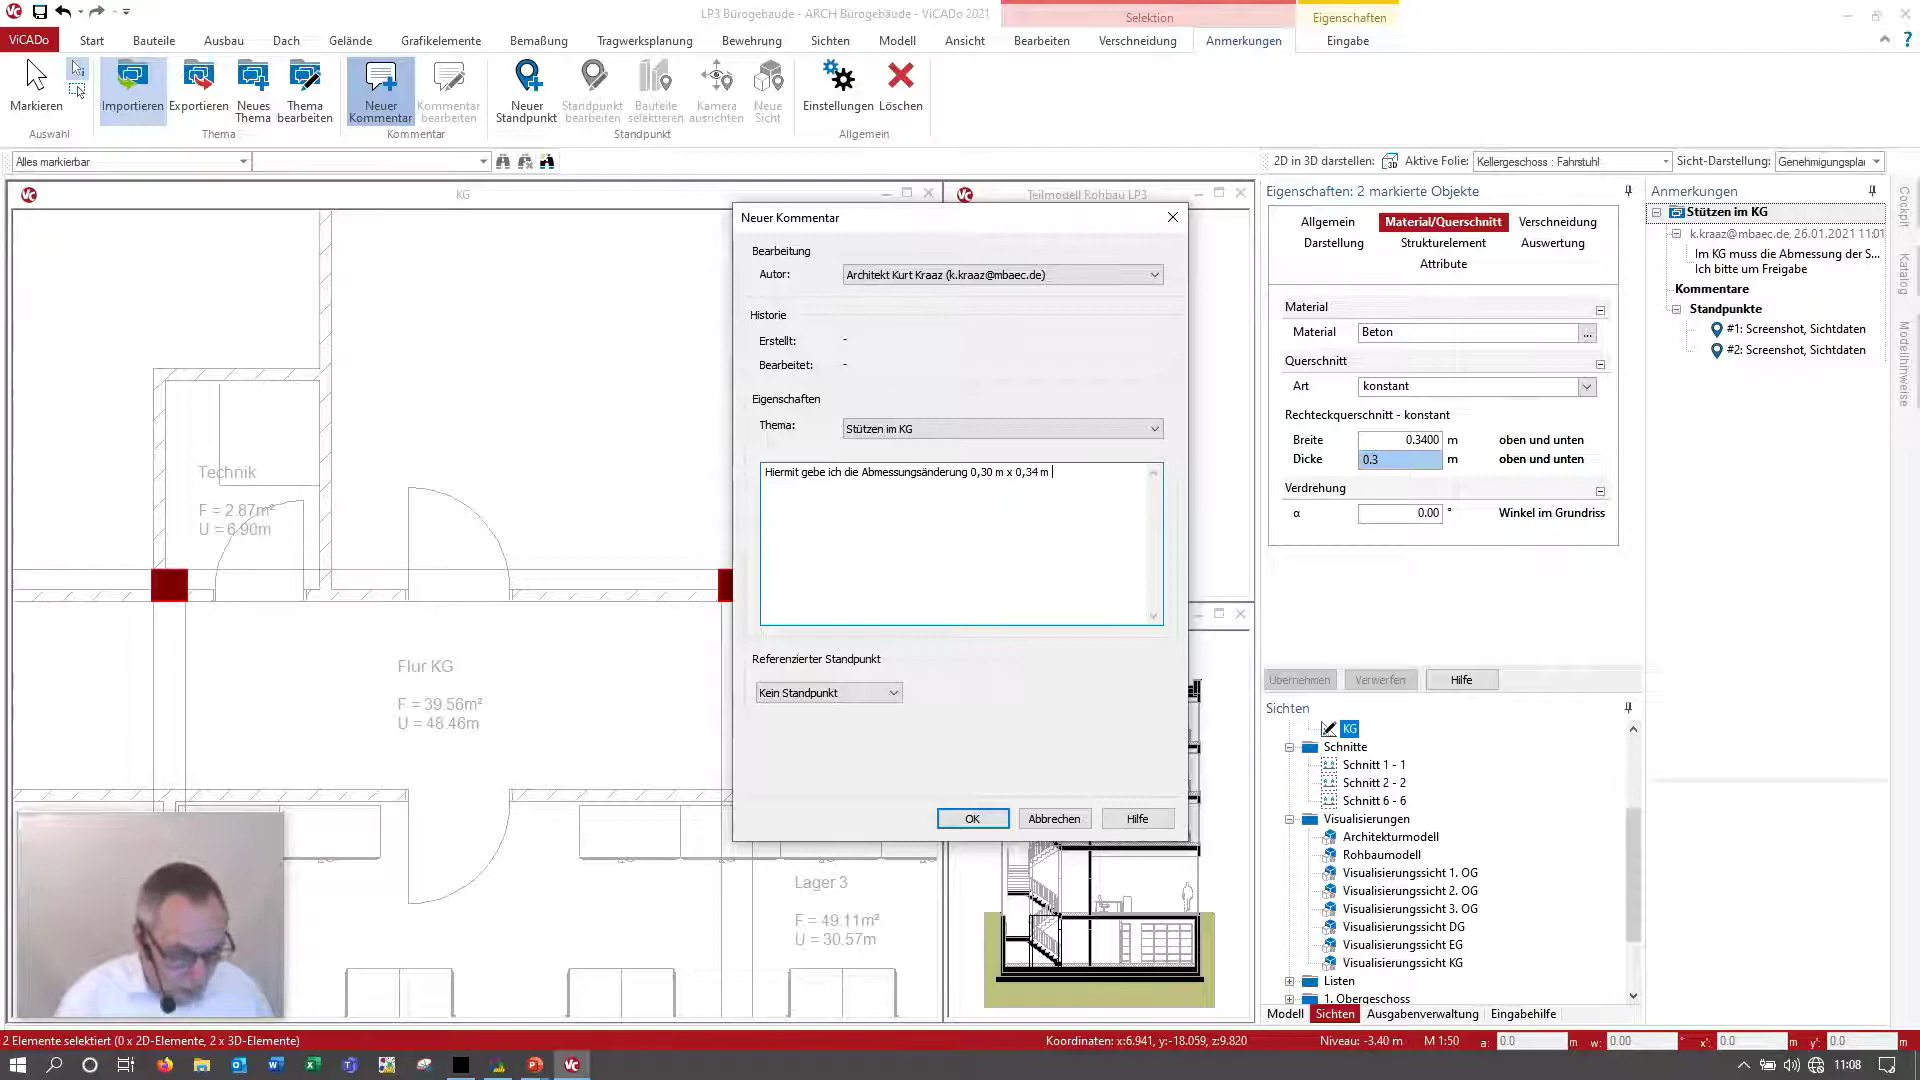 LP3 Bürogebaude - ARCH Bürogebäude - ViCADo 2021
Selektion
Eigenschaften
ViCADo
Start
Bauteile
Ausbau
Dach
Gelände
Grafikelemente
Bemaßung
Tragwerksplanung
Bewehrung
Sichten
Modell
Ansicht
Bearbeiten
Verschneidung
Anmerkungen
Eingabe
Markieren
Importieren
Exportieren
Neues Thema
Thema bearbeiten
Neuer Kommentar
Kommentar bearbeiten
Neuer Standpunkt
Standpunkt bearbeiten
Bauteile selektieren
Kamera ausrichten
Neue Sicht
Einstellungen
Löschen
Auswahl
Thema
Kommentar
Standpunkt
Allgemein
Alles markierbar
2D in 3D darstellen:
Aktive Folie:
Kellergeschoss : Fahrstuhl
Sicht-Darstellung:
Genehmigungspla
KG
Teilmodell Rohbau LP3
Technik
F = 2.87m²
U = 6.90m
Flur KG
F = 39.56m²
U = 48.46m
Lager 3
F = 49.11m²
U = 30.57m
Neuer Kommentar
Bearbeitung
Autor:
Architekt Kurt Kraaz (k.kraaz@mbaec.de)
Historie
Erstellt: -
Bearbeitet: -
Eigenschaften
Thema:
Stützen im KG
Hiermit gebe ich die Abmessungsänderung 0,30 m x 0,34 m
Referenzierter Standpunkt
Kein Standpunkt
OK
Abbrechen
Hilfe
Eigenschaften: 2 markierte Objekte
Allgemein
Material/Querschnitt
Verschneidung
Darstellung
Strukturelement
Auswertung
Attribute
Material
Material
Beton
...
Querschnitt
Art
konstant
Rechteckquerschnitt - konstant
Breite 0.3400 m oben und unten
Dicke 0.3 m oben und unten
Verdrehung
α 0.00 ° Winkel im Grundriss
Übernehmen
Verwerfen
Hilfe
Sichten
KG
Schnitte
Schnitt 1 - 1
Schnitt 2 - 2
Schnitt 6 - 6
Visualisierungen
Architekturmodell
Rohbaumodell
Visualisierungssicht 1. OG
Visualisierungssicht 2. OG
Visualisierungssicht 3. OG
Visualisierungssicht DG
Visualisierungssicht EG
Visualisierungssicht KG
Listen
1. Obergeschoss
Modell
Sichten
Ausgabenverwaltung
Eingabehilfe
Anmerkungen
Stützen im KG
k.kraaz@mbaec.de, 26.01.2021 11:01
Im KG muss die Abmessung der S...
Ich bitte um Freigabe
Kommentare
Standpunkte
#1: Screenshot, Sichtdaten
#2: Screenshot, Sichtdaten
Cockpit
Katalog
Modellhinweise
2 Elemente selektiert (0 x 2D-Elemente, 2 x 3D-Elemente)
Koordinaten: x:6.941, y:-18.059, z:9.820
Niveau: -3.40 m
M 1:50
a: 0.0 m
w: 0.00 °
x': 0.0 m
y': 0.0 m
11:08